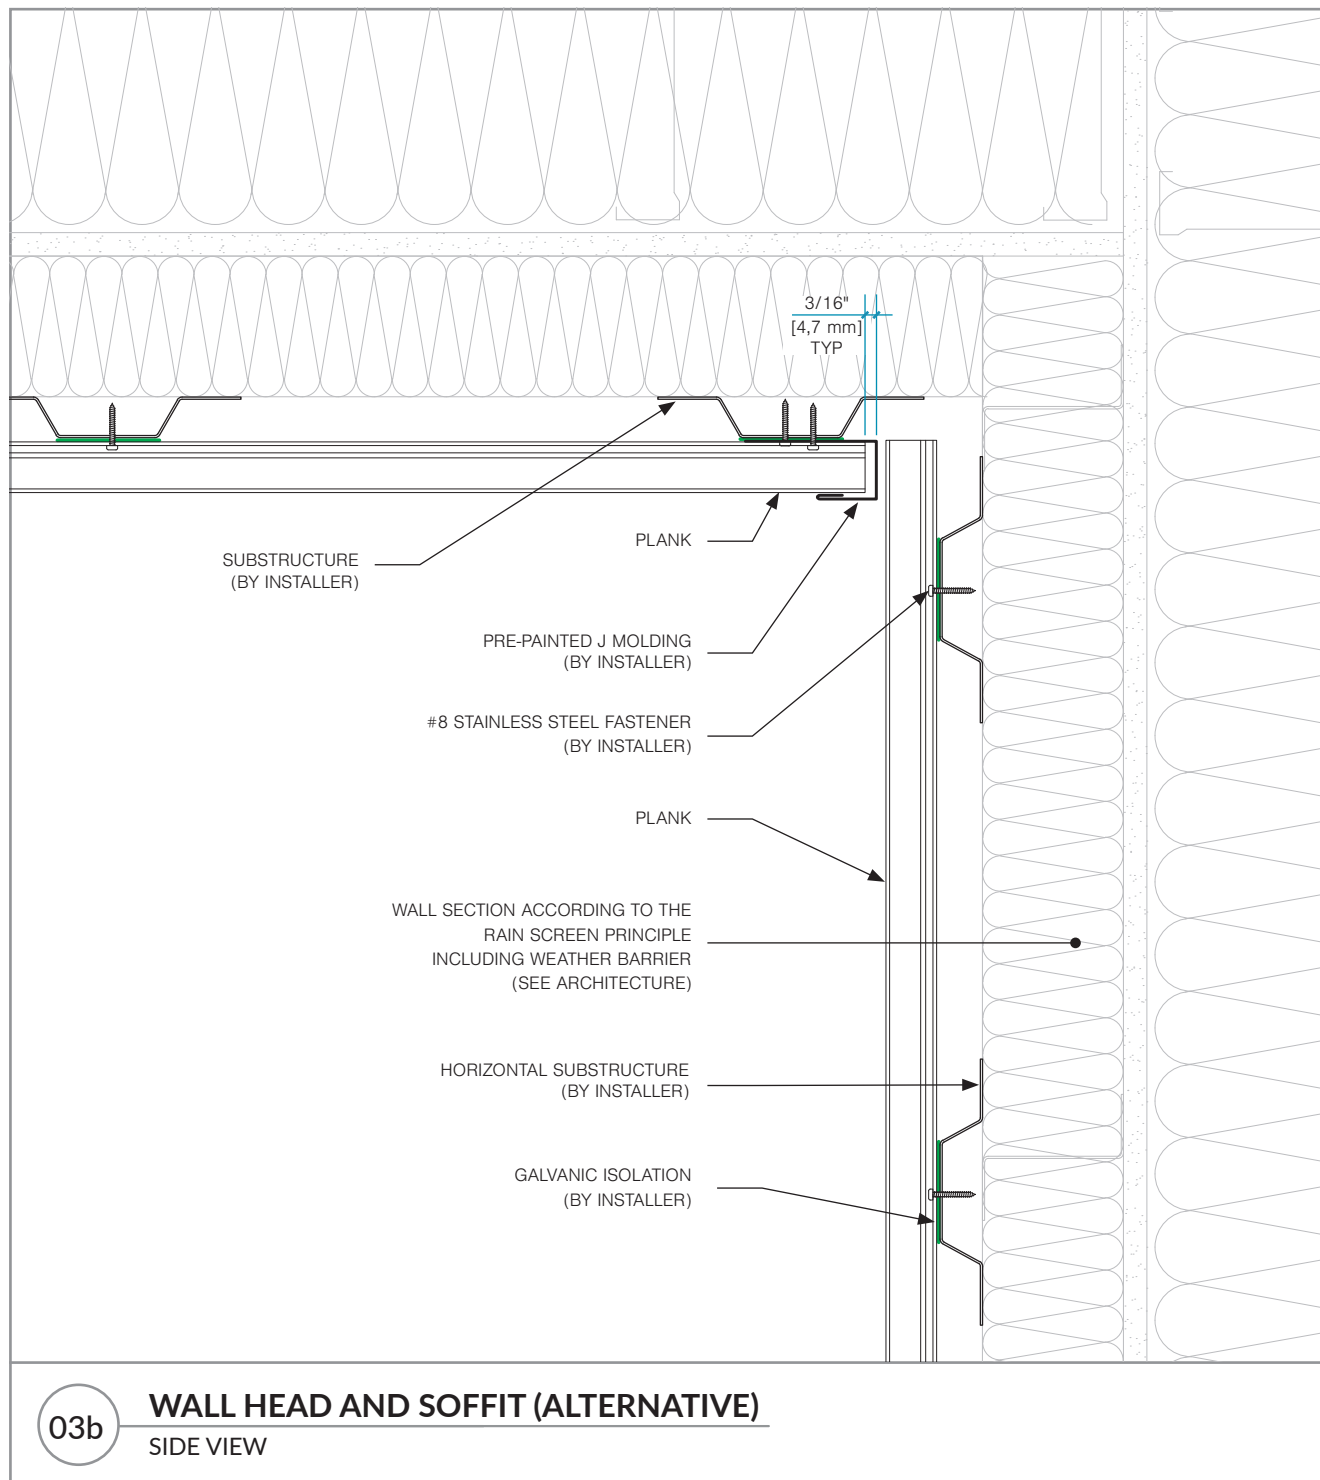 3/16"
[4,7 mm]
TYP
PLANK
SUBSTRUCTURE
(BY INSTALLER)
PRE-PAINTED J MOLDING
(BY INSTALLER)
#8 STAINLESS STEEL FASTENER
(BY INSTALLER)
PLANK
WALL SECTION ACCORDING TO THE
RAIN SCREEN PRINCIPLE
INCLUDING WEATHER BARRIER
(SEE ARCHITECTURE)
HORIZONTAL SUBSTRUCTURE
(BY INSTALLER)
GALVANIC ISOLATION
(BY INSTALLER)
03b
WALL HEAD AND SOFFIT (ALTERNATIVE)
SIDE VIEW